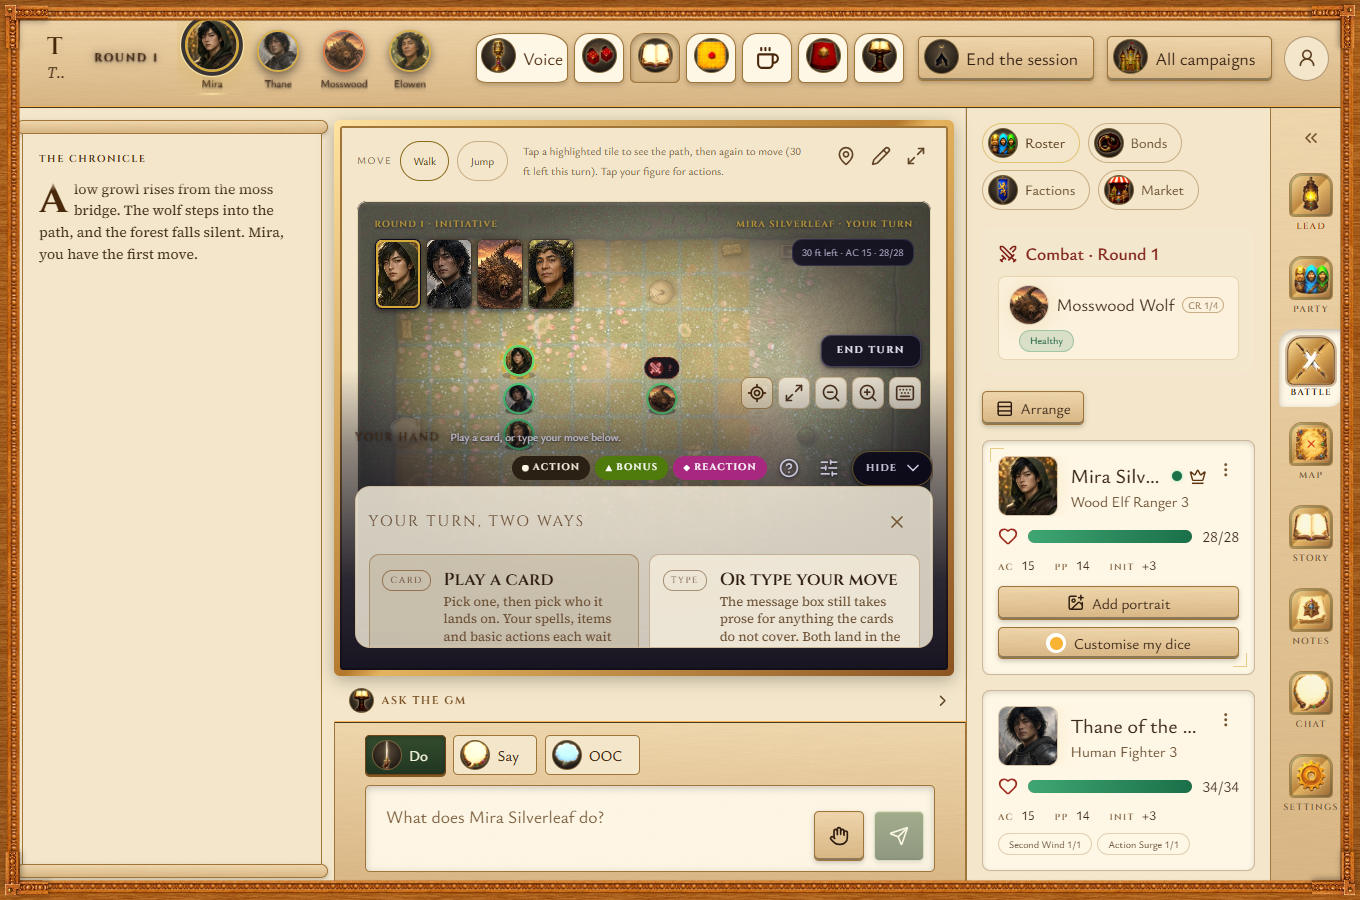 T
T..
ROUND 1
Mira
Thane
Mosswood
Elowen
Voice
End the session
All campaigns
THE CHRONICLE
A low growl rises from the moss
bridge. The wolf steps into the
path, and the forest falls silent. Mira,
you have the first move.
MOVE
Walk
Jump
Tap a highlighted tile to see the path, then again to move (30
ft left this turn). Tap your figure for actions.
ROUND 1 · INITIATIVE
MIRA SILVERLEAF · YOUR TURN
30 ft left · AC 15 · 28/28
END TURN
YOUR HAND
Play a card, or type your move below.
ACTION
BONUS
REACTION
HIDE
YOUR TURN, TWO WAYS
CARD
PLAY A CARD
Pick one, then pick who it
lands on. Your spells, items
and basic actions each wait
TYPE
OR TYPE YOUR MOVE
The message box still takes
prose for anything the cards
do not cover. Both land in the
ASK THE GM
Do
Say
OOC
What does Mira Silverleaf do?
Roster
Bonds
Factions
Market
Combat · Round 1
Mosswood Wolf
CR 1/4
Healthy
Arrange
Mira Silv...
Wood Elf Ranger 3
28/28
AC 15 PP 14 INIT +3
Add portrait
Customise my dice
Thane of the ...
Human Fighter 3
34/34
AC 15 PP 14 INIT +3
Second Wind 1/1
Action Surge 1/1
LEAD
PARTY
BATTLE
MAP
STORY
NOTES
CHAT
SETTINGS